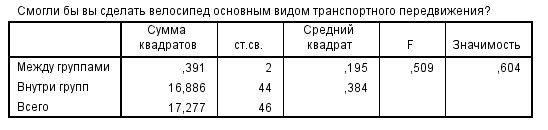 Смогли бы вы сделать велосипед основным видом транспортного передвижения?
Сумма квадратов ст.св. Средний квадрат F Значимость
Между группами ,391 2 ,195 ,509 ,604
Внутри групп 16,886 44 ,384
Всего 17,277 46